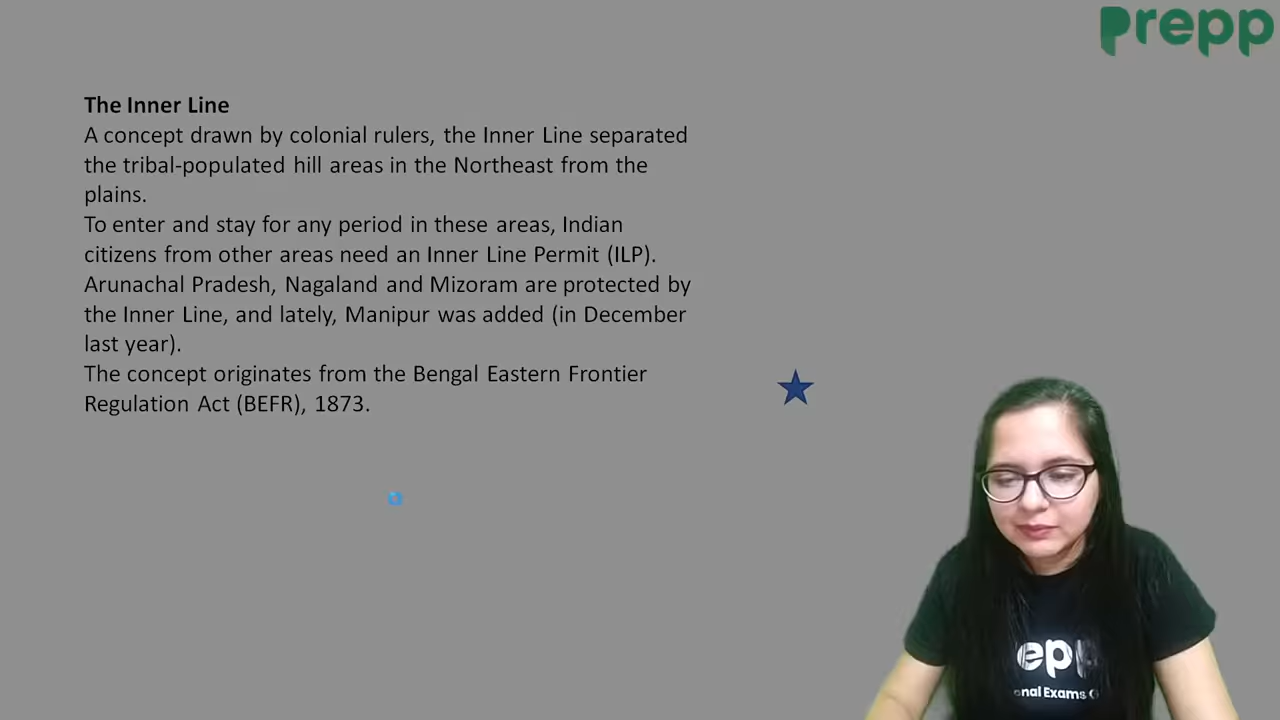 prepp
The Inner Line
A concept drawn by colonial rulers, the Inner Line separated
the tribal-populated hill areas in the Northeast from the
plains.
To enter and stay for any period in these areas, Indian
citizens from other areas need an Inner Line Permit (ILP).
Arunachal Pradesh, Nagaland and Mizoram are protected by
the Inner Line, and lately, Manipur was added (in December
last year).
The concept originates from the Bengal Eastern Frontier
Regulation Act (BEFR), 1873.
ep
onal Exams G